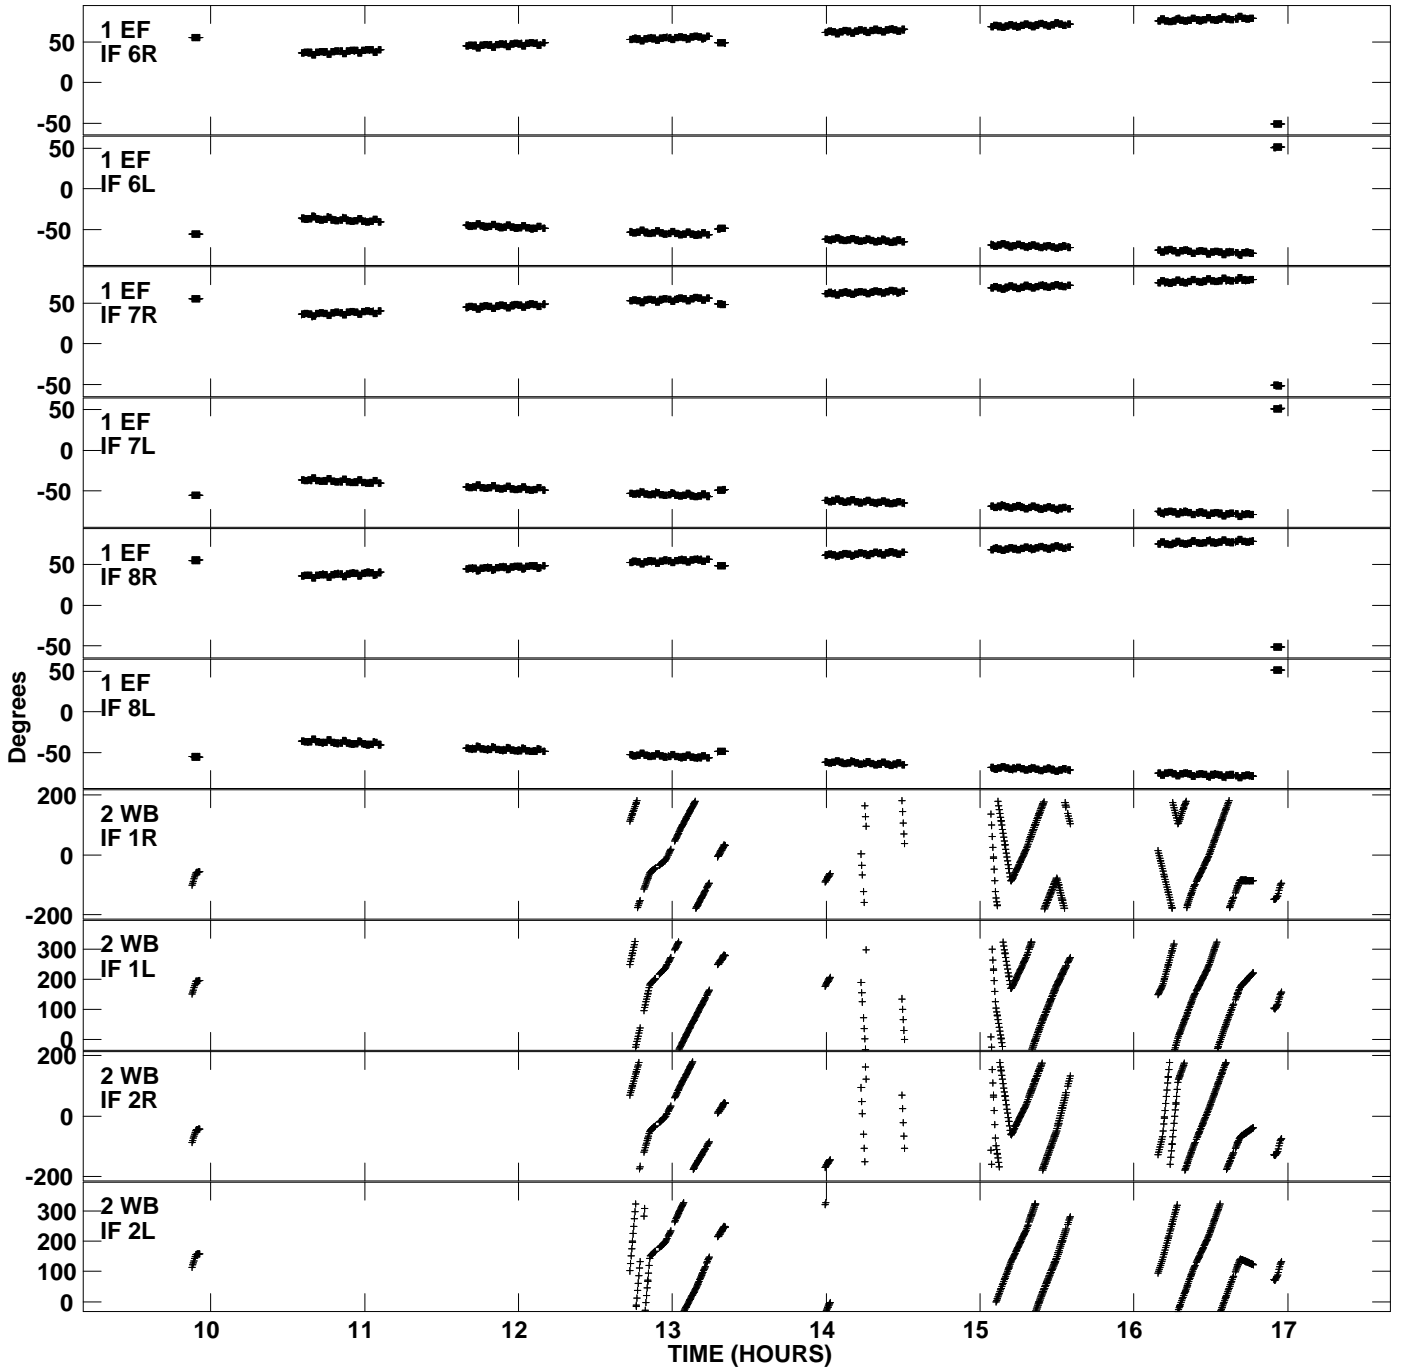 1 EF
IF 6R
50
0
-50
1 EF
IF 6L
50
0
-50
1 EF
IF 7R
50
0
-50
1 EF
IF 7L
50
0
-50
1 EF
IF 8R
50
0
-50
1 EF
IF 8L
50
0
-50
Degrees
2 WB
IF 1R
200
0
-200
2 WB
IF 1L
300
200
100
0
2 WB
IF 2R
200
0
-200
2 WB
IF 2L
300
200
100
0
10 11 12 13 14 15 16 17
TIME (HOURS)